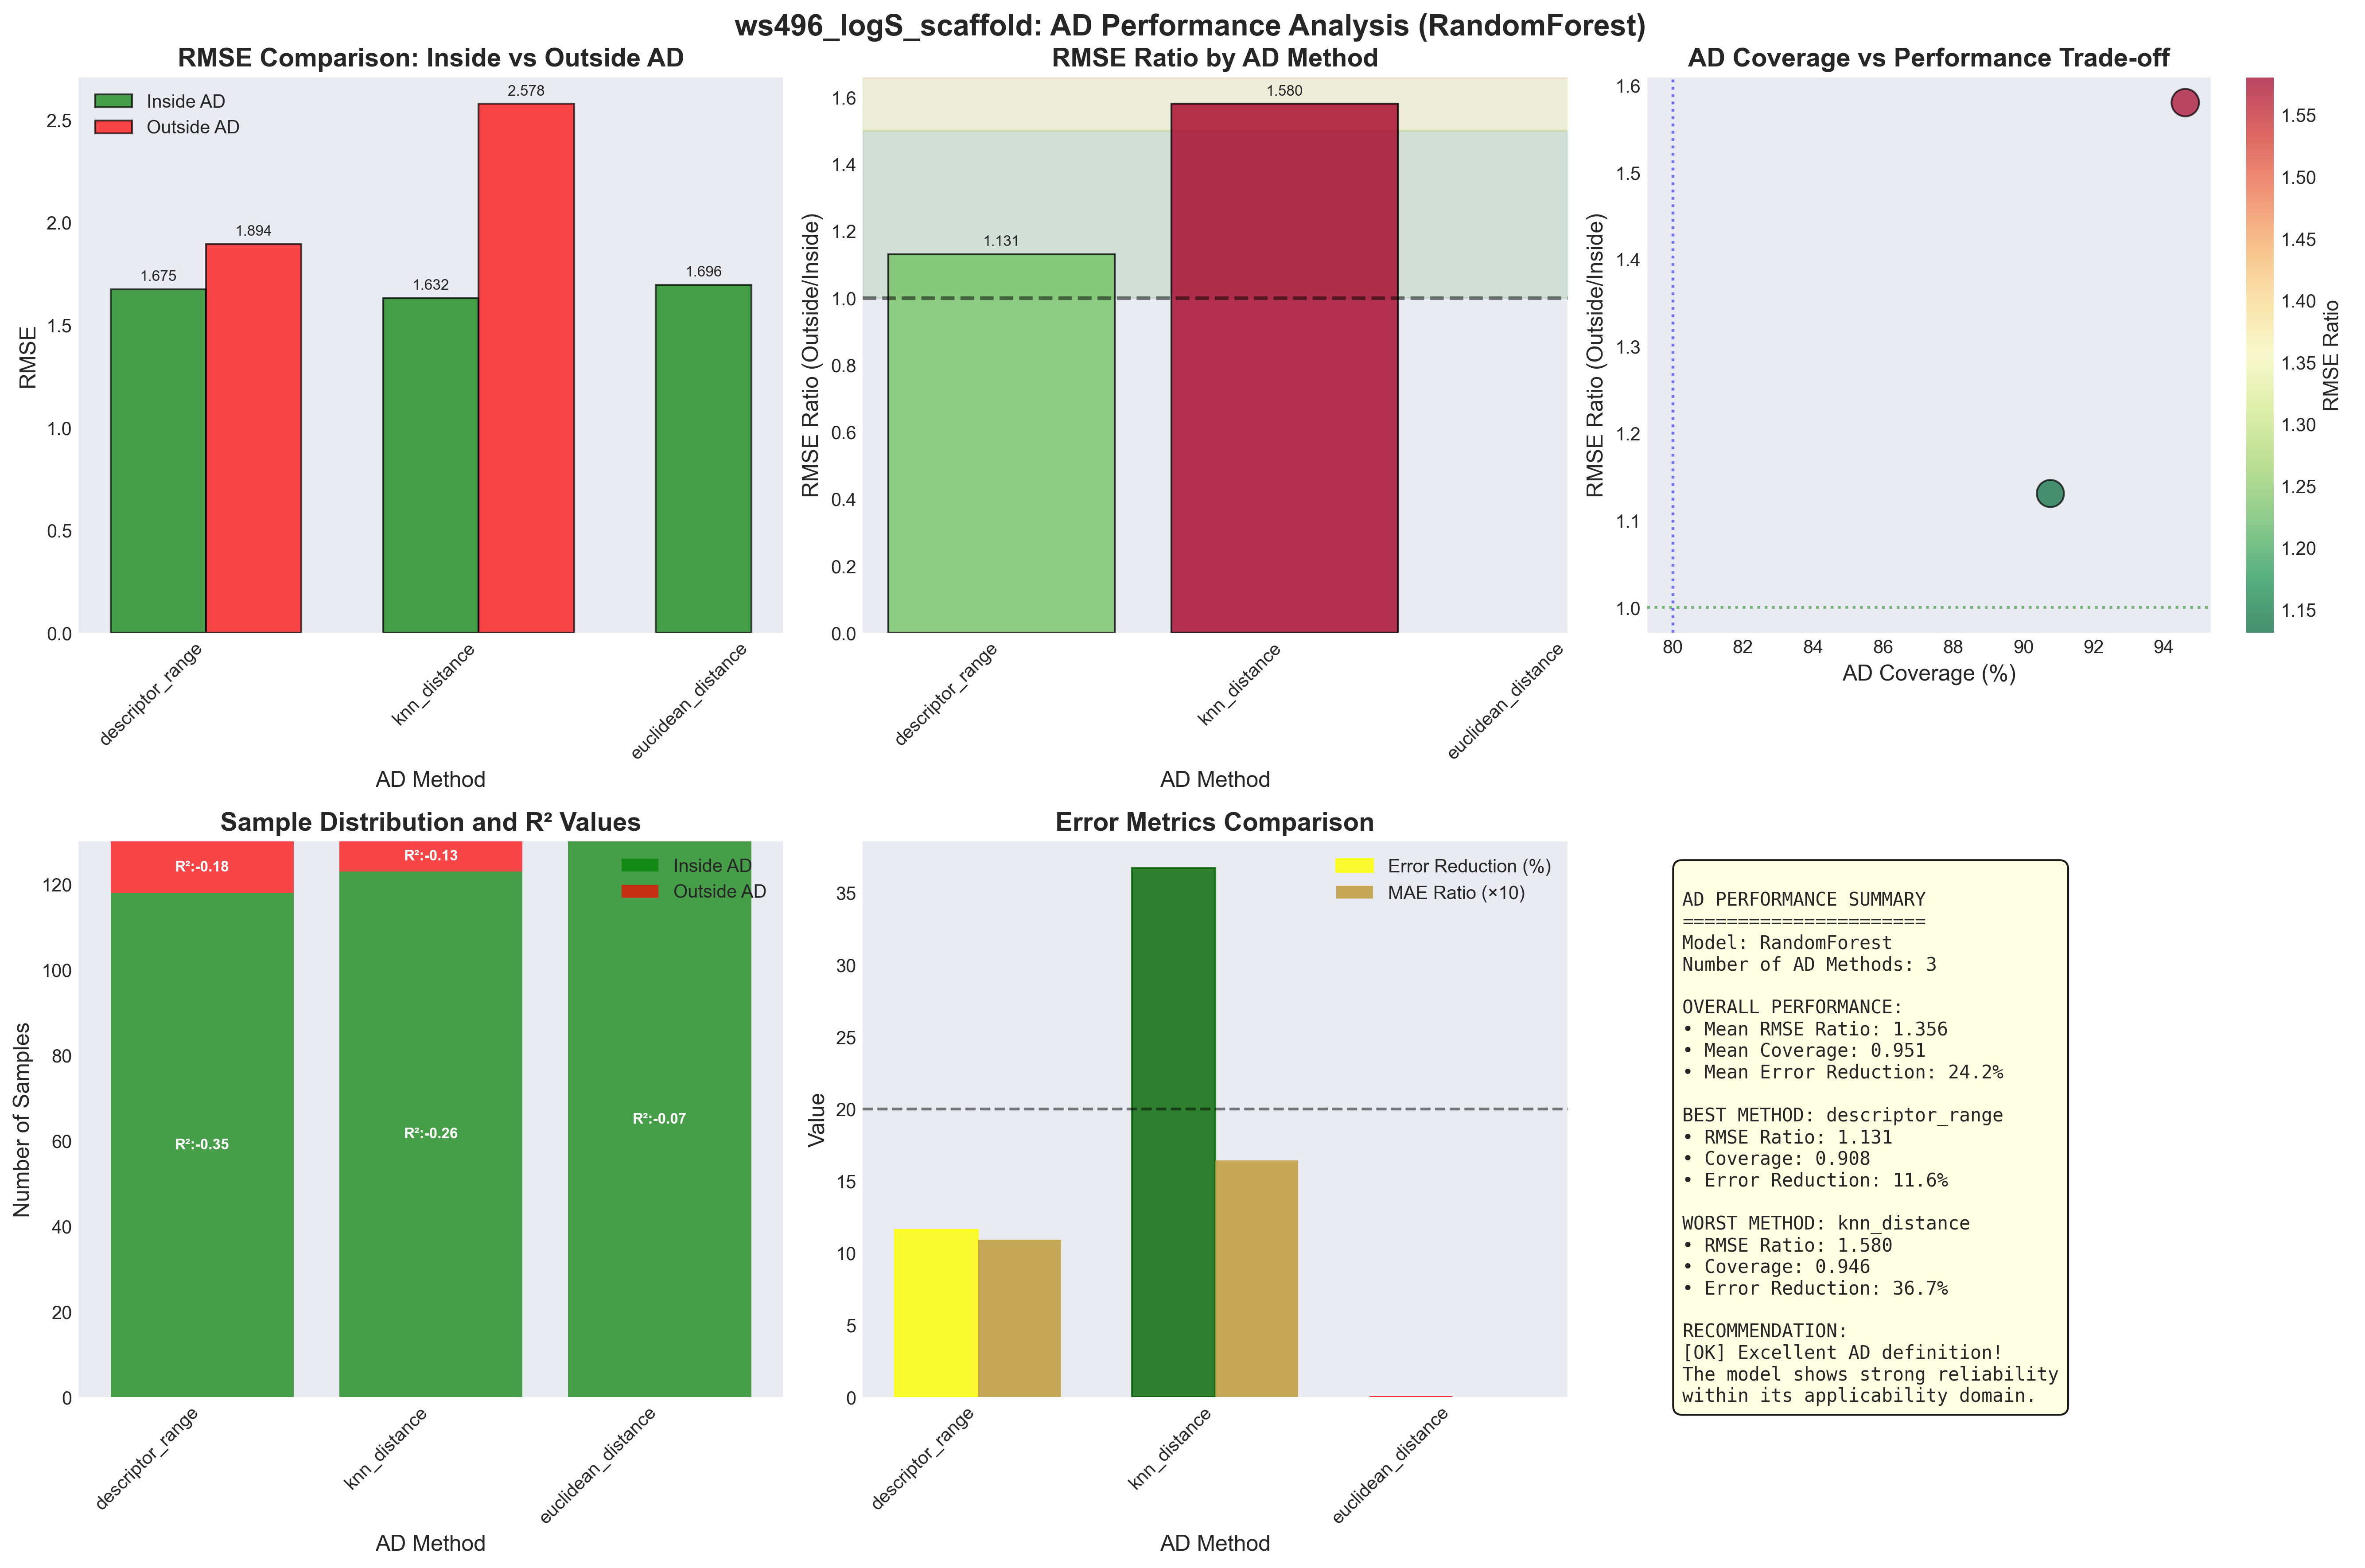 ws496_logS_scaffold: AD Performance Analysis (RandomForest)
RMSE Comparison: Inside vs Outside AD
Inside AD
Outside AD
RMSE
2.5
2.0
1.5
1.0
0.5
0.0
1.675
1.894
1.632
2.578
1.696
descriptor_range
knn_distance
euclidean_distance
AD Method
RMSE Ratio by AD Method
RMSE Ratio (Outside/Inside)
1.6
1.4
1.2
1.0
0.8
0.6
0.4
0.2
0.0
1.131
1.580
descriptor_range
knn_distance
euclidean_distance
AD Method
AD Coverage vs Performance Trade-off
RMSE Ratio (Outside/Inside)
1.6
1.5
1.4
1.3
1.2
1.1
1.0
80 82 84 86 88 90 92 94
AD Coverage (%)
1.55
1.50
1.45
1.40
1.35
1.30
1.25
1.20
1.15
RMSE Ratio
Sample Distribution and R² Values
Inside AD
Outside AD
Number of Samples
120
100
80
60
40
20
0
R²:-0.18
R²:-0.13
R²:-0.35
R²:-0.26
R²:-0.07
descriptor_range
knn_distance
euclidean_distance
AD Method
Error Metrics Comparison
Error Reduction (%)
MAE Ratio (×10)
Value
35
30
25
20
15
10
5
0
descriptor_range
knn_distance
euclidean_distance
AD Method
AD PERFORMANCE SUMMARY
======================
Model: RandomForest
Number of AD Methods: 3
OVERALL PERFORMANCE:
• Mean RMSE Ratio: 1.356
• Mean Coverage: 0.951
• Mean Error Reduction: 24.2%
BEST METHOD: descriptor_range
• RMSE Ratio: 1.131
• Coverage: 0.908
• Error Reduction: 11.6%
WORST METHOD: knn_distance
• RMSE Ratio: 1.580
• Coverage: 0.946
• Error Reduction: 36.7%
RECOMMENDATION:
[OK] Excellent AD definition!
The model shows strong reliability
within its applicability domain.